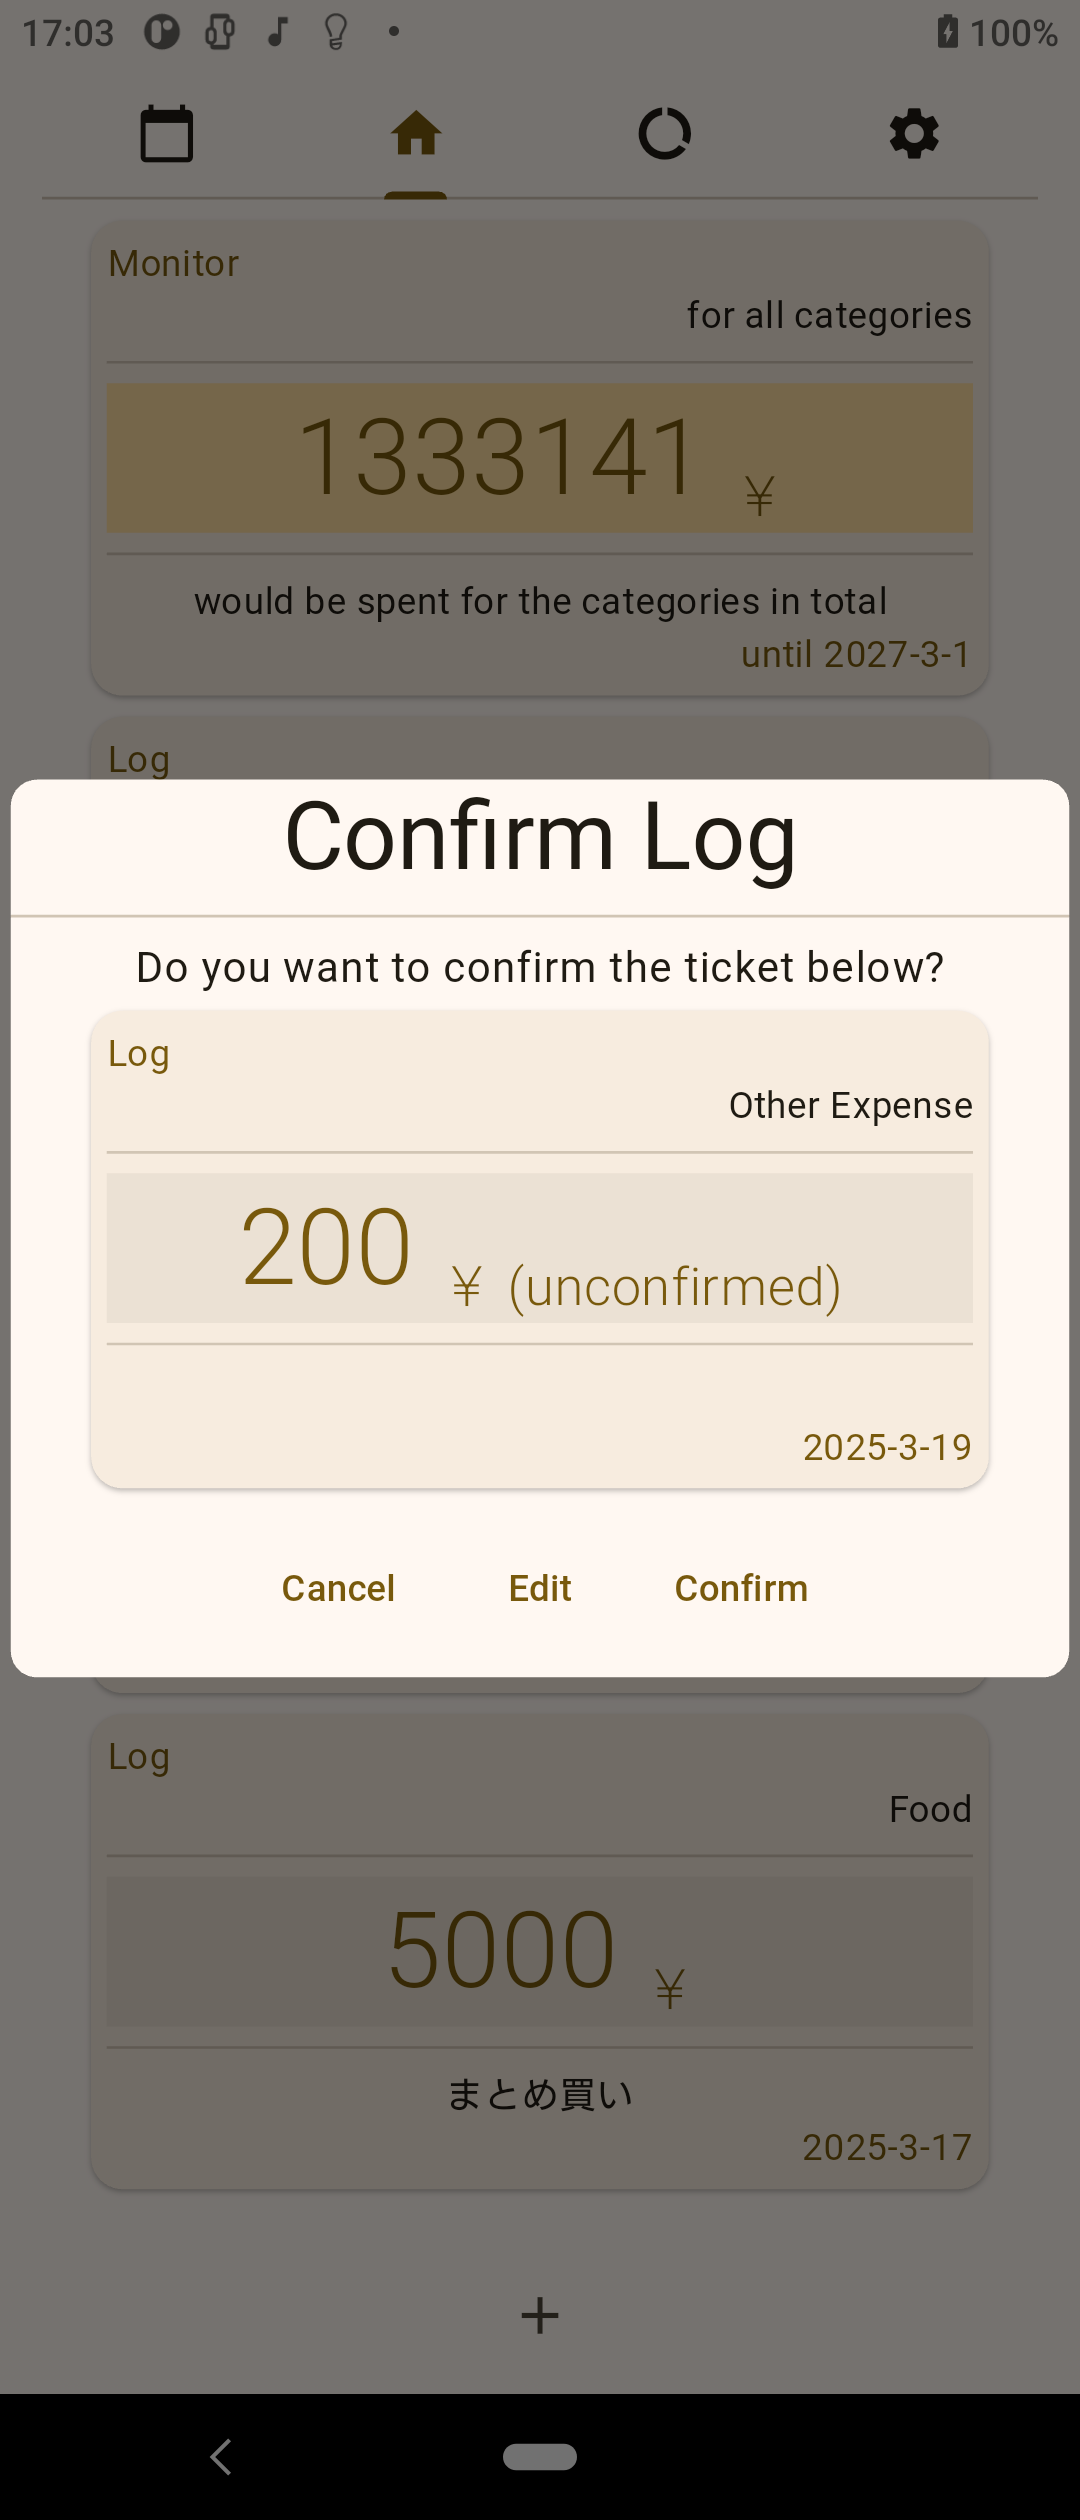 17:03
100%
Monitor
for all categories
1333141 ¥
would be spent for the categories in total
until 2027-3-1
Log
Confirm Log
Do you want to confirm the ticket below?
Log
Other Expense
200 ¥ (unconfirmed)
2025-3-19
Cancel Edit Confirm
Log
Food
5000 ¥
まとめ買い
2025-3-17